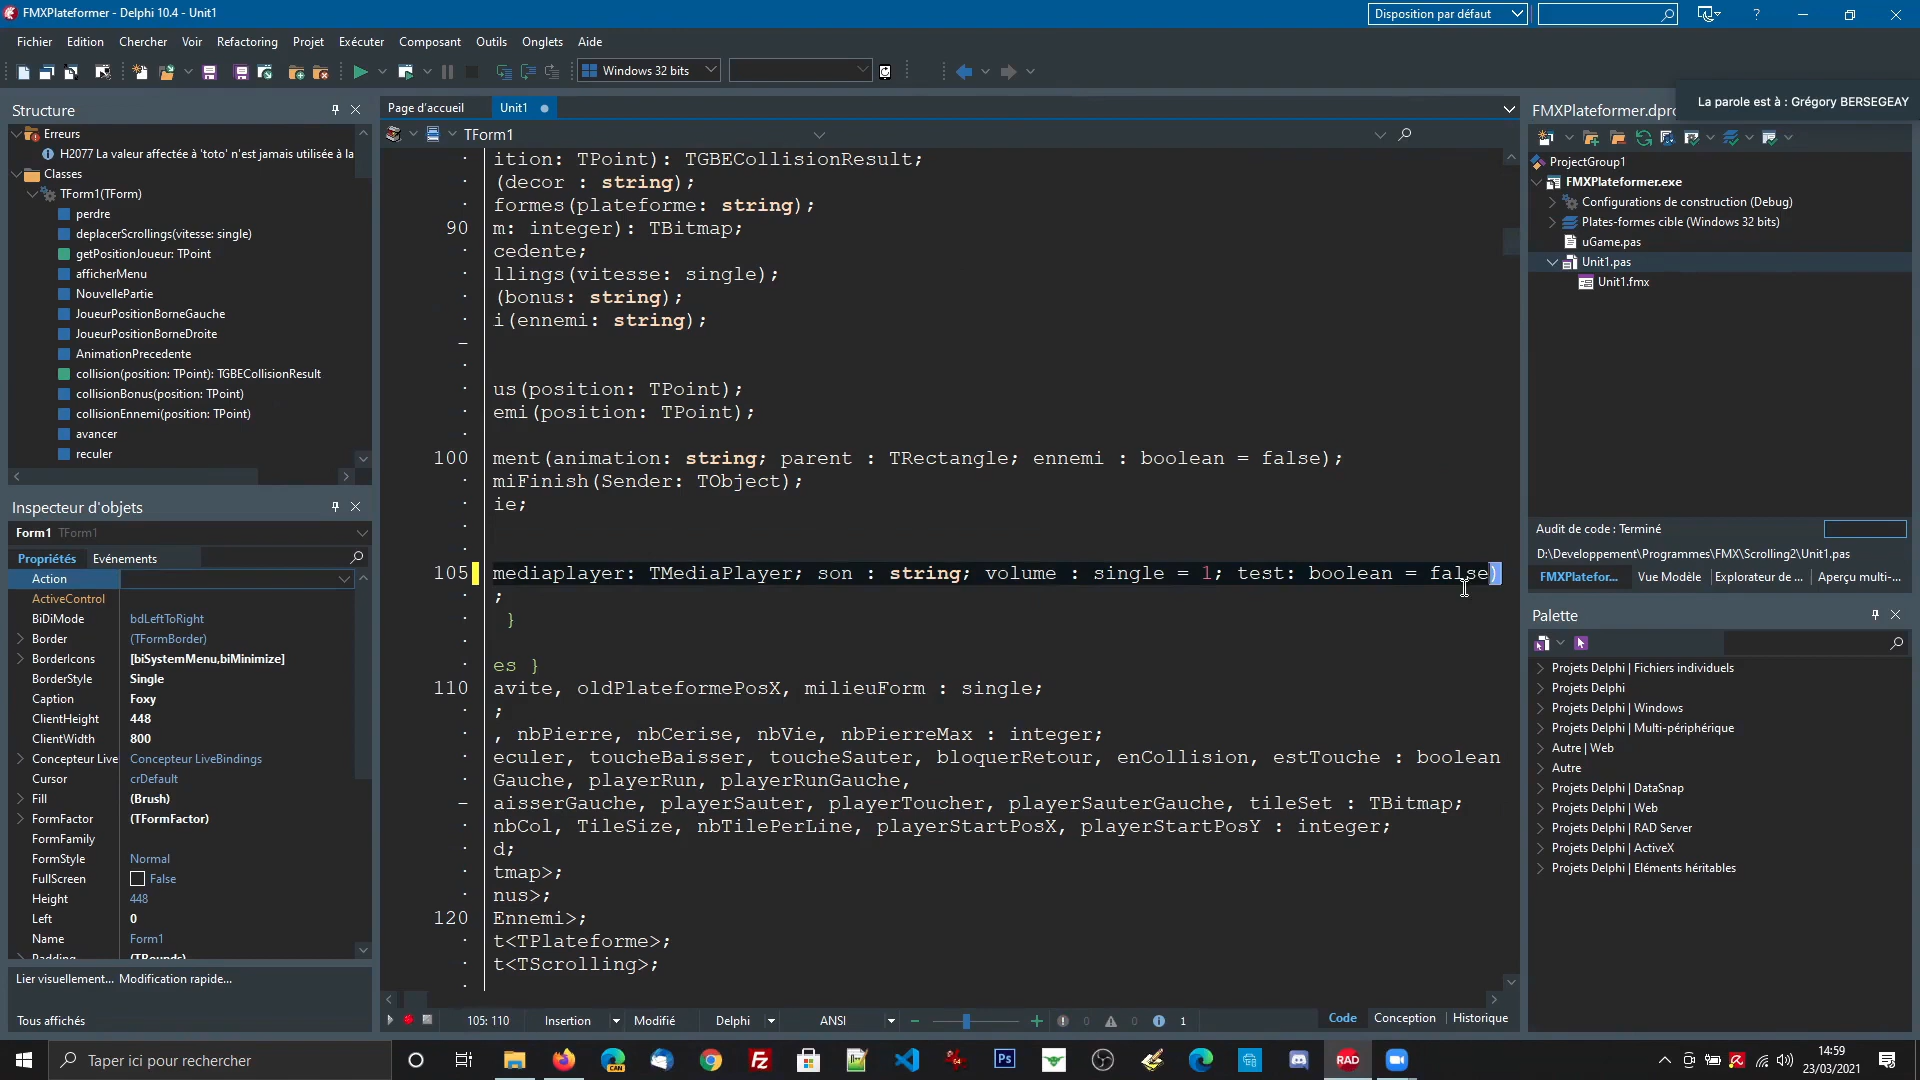 FMXPlateformer - Delphi 10.4 - Unit1
Disposition par défaut
?
Fichier Edition Chercher Voir Refactoring Projet Exécuter Composant Outils Onglets Aide
Windows 32 bits
La parole est à : Grégory BERSEGEAY
Structure
Erreurs
H2077 La valeur affectée à 'toto' n'est jamais utilisée à la
Classes
TForm1(TForm)
perdre
deplacerScrollings(vitesse: single)
getPositionJoueur: TPoint
afficherMenu
NouvellePartie
JoueurPositionBorneGauche
JoueurPositionBorneDroite
AnimationPrecedente
collision(position: TPoint): TGBECollisionResult
collisionBonus(position: TPoint)
collisionEnnemi(position: TPoint)
avancer
reculer
Inspecteur d'objets
Form1 TForm1
Propriétés Evénements
Action
ActiveControl
BiDiMode bdLeftToRight
Border (TFormBorder)
BorderIcons [biSystemMenu,biMinimize]
BorderStyle Single
Caption Foxy
ClientHeight 448
ClientWidth 800
Concepteur Live Concepteur LiveBindings
Cursor crDefault
Fill (Brush)
FormFactor (TFormFactor)
FormFamily
FormStyle Normal
FullScreen False
Height 448
Left 0
Name Form1
Padding (TBounds)
Lier visuellement... Modification rapide...
Tous affichés
Page d'accueil Unit1
TForm1
ition: TPoint): TGBECollisionResult;
(decor : string);
formes(plateforme: string);
90 m: integer): TBitmap;
cedente;
llings(vitesse: single);
(bonus: string);
i(ennemi: string);
us(position: TPoint);
emi(position: TPoint);
100 ment(animation: string; parent : TRectangle; ennemi : boolean = false);
miFinish(Sender: TObject);
ie;
105 mediaplayer: TMediaPlayer; son : string; volume : single = 1; test: boolean = false)
;
}
es }
110 avite, oldPlateformePosX, milieuForm : single;
;
, nbPierre, nbCerise, nbVie, nbPierreMax : integer;
eculer, toucheBaisser, toucheSauter, bloquerRetour, enCollision, estTouche : boolean
Gauche, playerRun, playerRunGauche,
aisserGauche, playerSauter, playerToucher, playerSauterGauche, tileSet : TBitmap;
nbCol, TileSize, nbTilePerLine, playerStartPosX, playerStartPosY : integer;
d;
tmap>;
nus>;
120 Ennemi>;
t<TPlateforme>;
t<TScrolling>;
105: 110 Insertion Modifié Delphi ANSI 0 0 1 Code Conception Historique
FMXPlateformer.dpro
ProjectGroup1
FMXPlateformer.exe
Configurations de construction (Debug)
Plates-formes cible (Windows 32 bits)
uGame.pas
Unit1.pas
Unit1.fmx
Audit de code : Terminé
D:\Developpement\Programmes\FMX\Scrolling2\Unit1.pas
FMXPlatefor... Vue Modèle Explorateur de ... Aperçu multi-...
Palette
Projets Delphi | Fichiers individuels
Projets Delphi
Projets Delphi | Windows
Projets Delphi | Multi-périphérique
Autre | Web
Autre
Projets Delphi | DataSnap
Projets Delphi | Web
Projets Delphi | RAD Server
Projets Delphi | ActiveX
Projets Delphi | Eléments héritables
Taper ici pour rechercher
CAN
Fz
64
Ps
RAD
14:59
23/03/2021